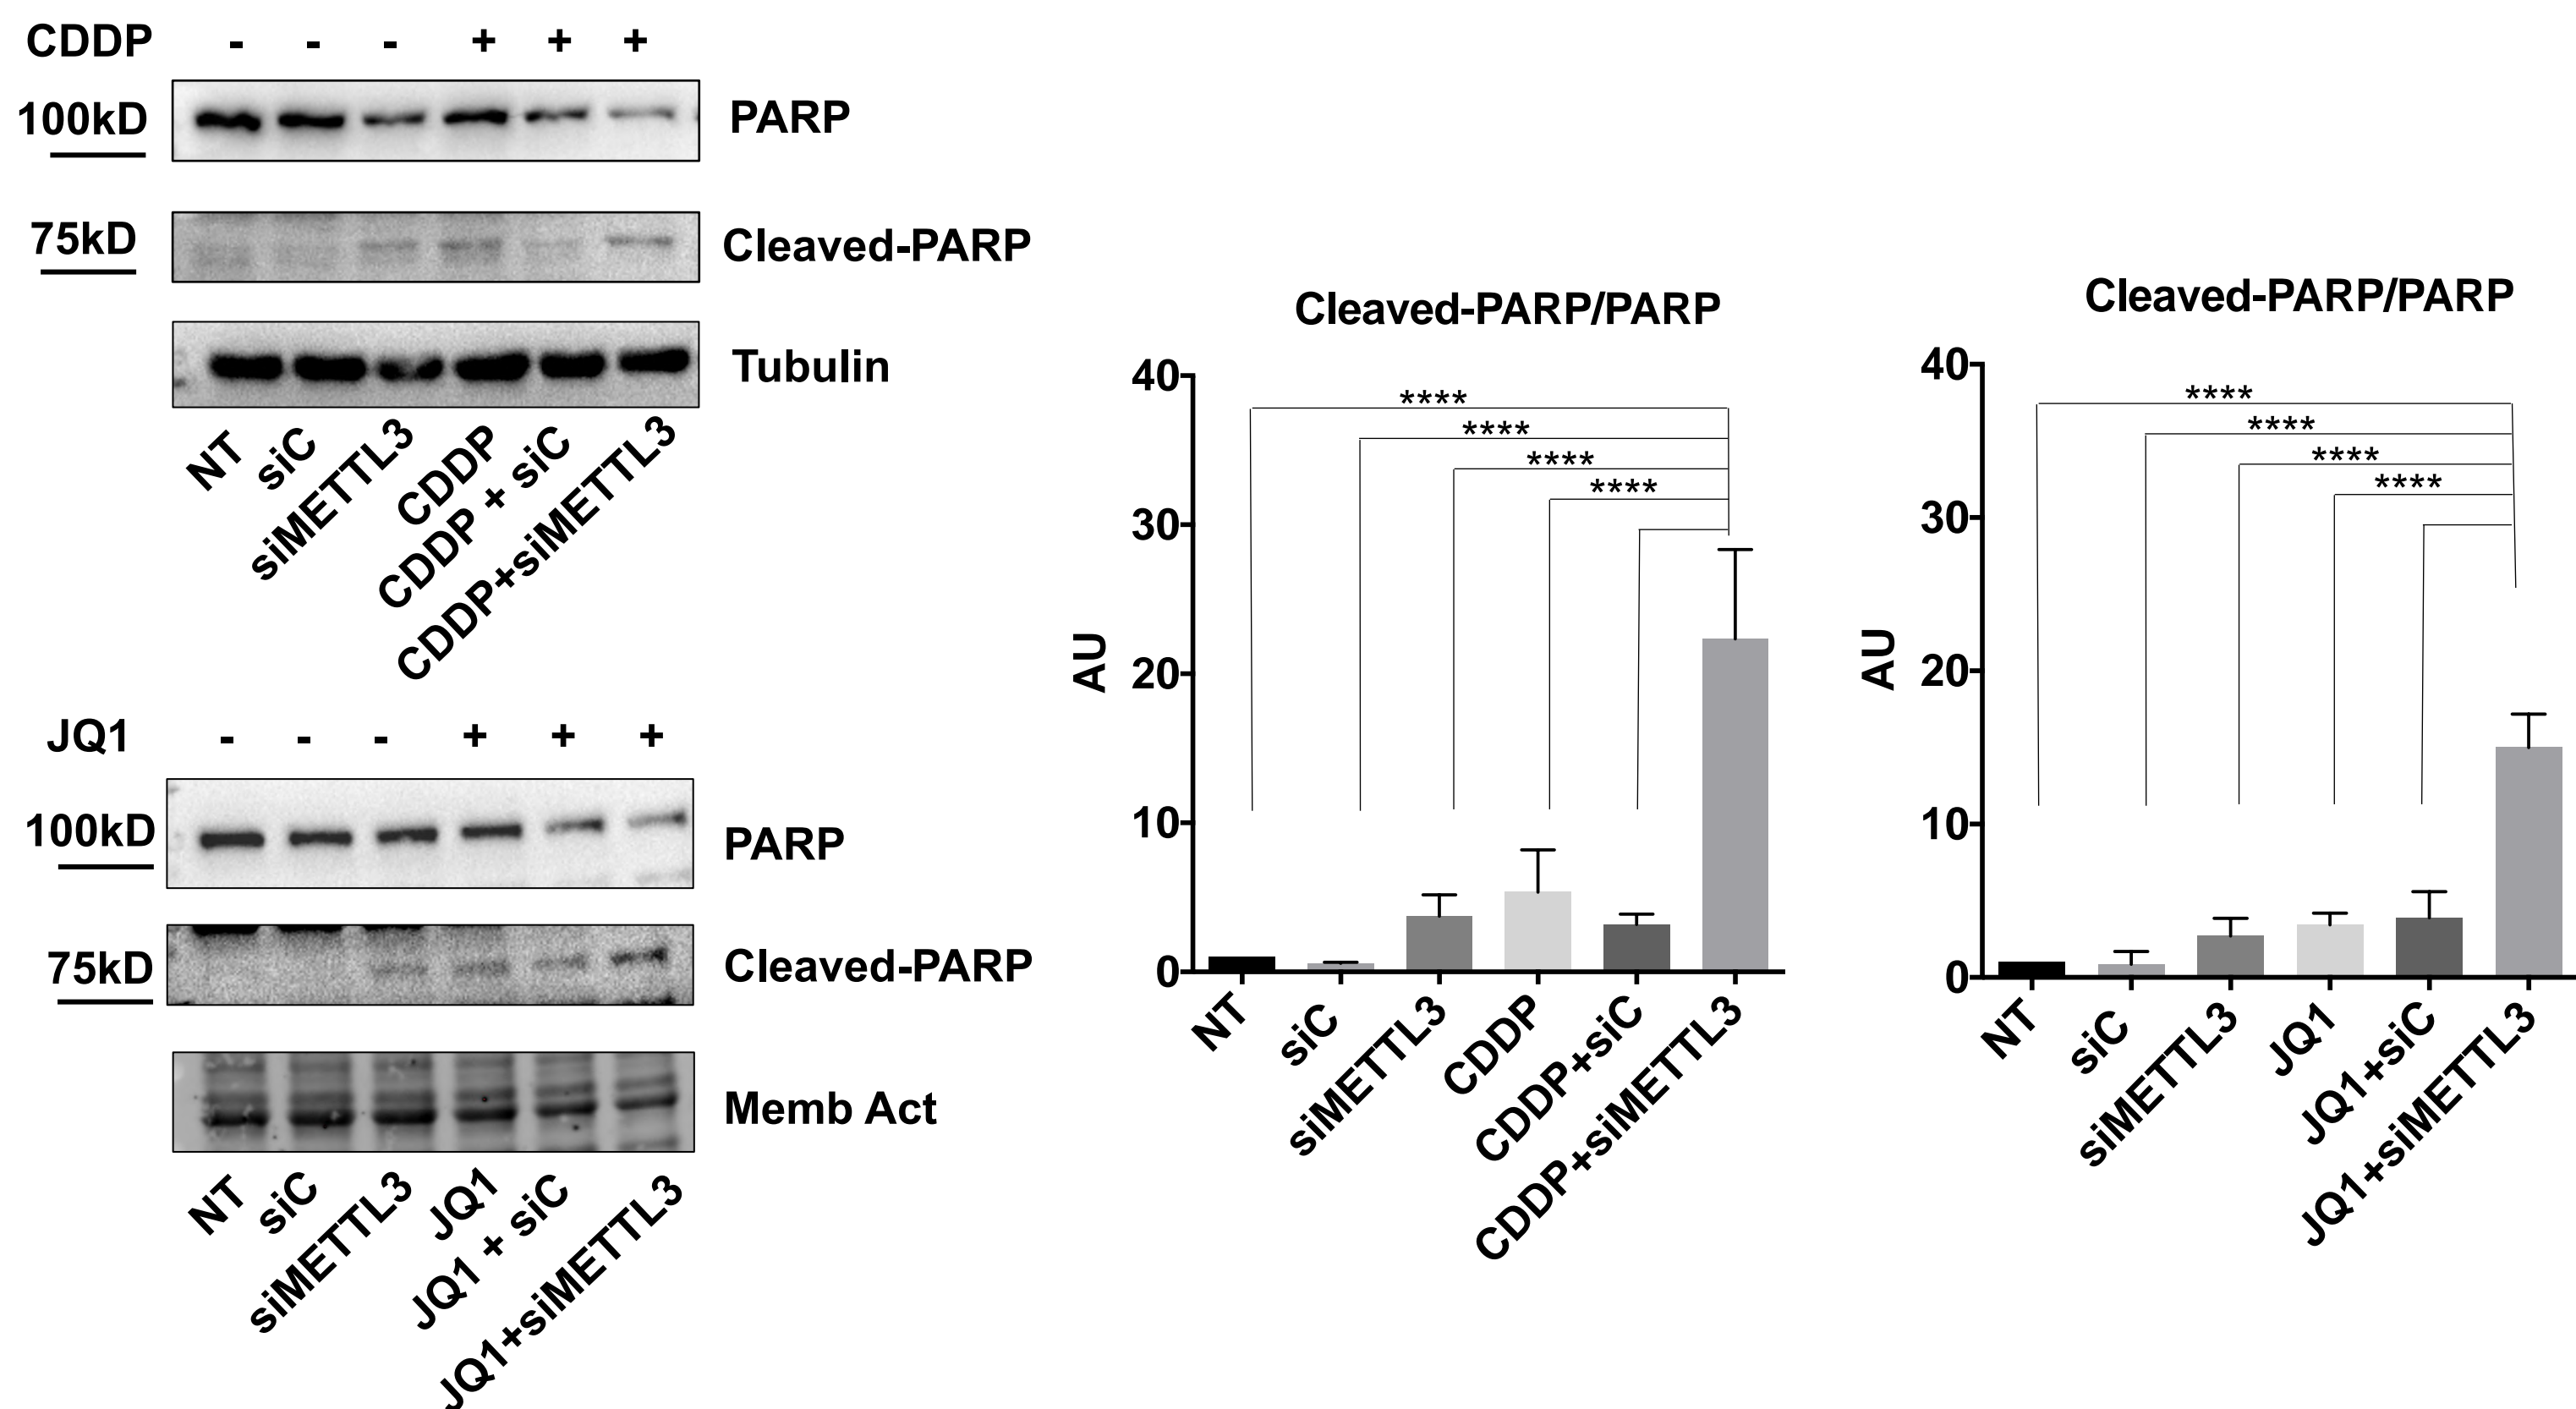 CDDP - - - + + +
100kD PARP
75kD Cleaved-PARP
Tubulin
NT siC siMETTL3 CDDP CDDP + siC CDDP+siMETTL3
JQ1 - - - + + +
100kD PARP
75kD Cleaved-PARP
Memb Act
NT siC siMETTL3 JQ1 JQ1 + siC JQ1+siMETTL3
Cleaved-PARP/PARP
AU
40
30
20
10
0
****
****
****
****
NT siC siMETTL3 CDDP CDDP+siC CDDP+siMETTL3
Cleaved-PARP/PARP
AU
40
30
20
10
0
****
****
****
****
NT siC siMETTL3 JQ1 JQ1+siC JQ1+siMETTL3